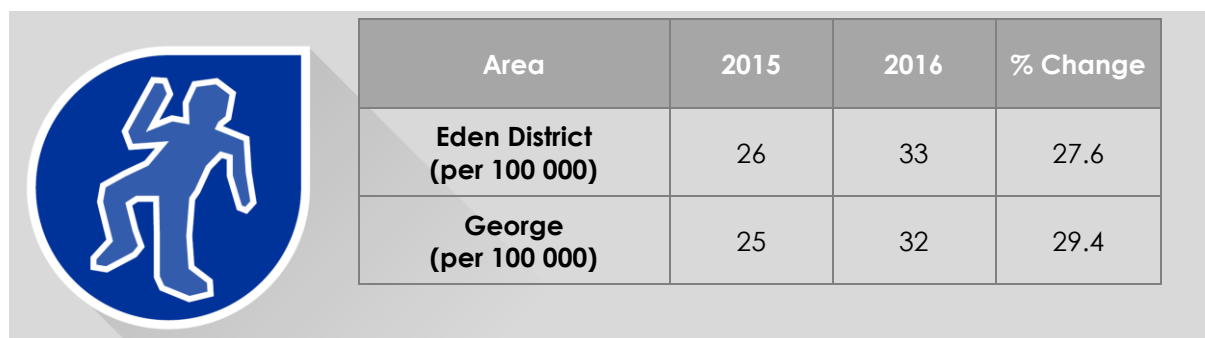 Area 2015 2016 % Change
Eden District
(per 100 000) 26 33 27.6
George
(per 100 000) 25 32 29.4